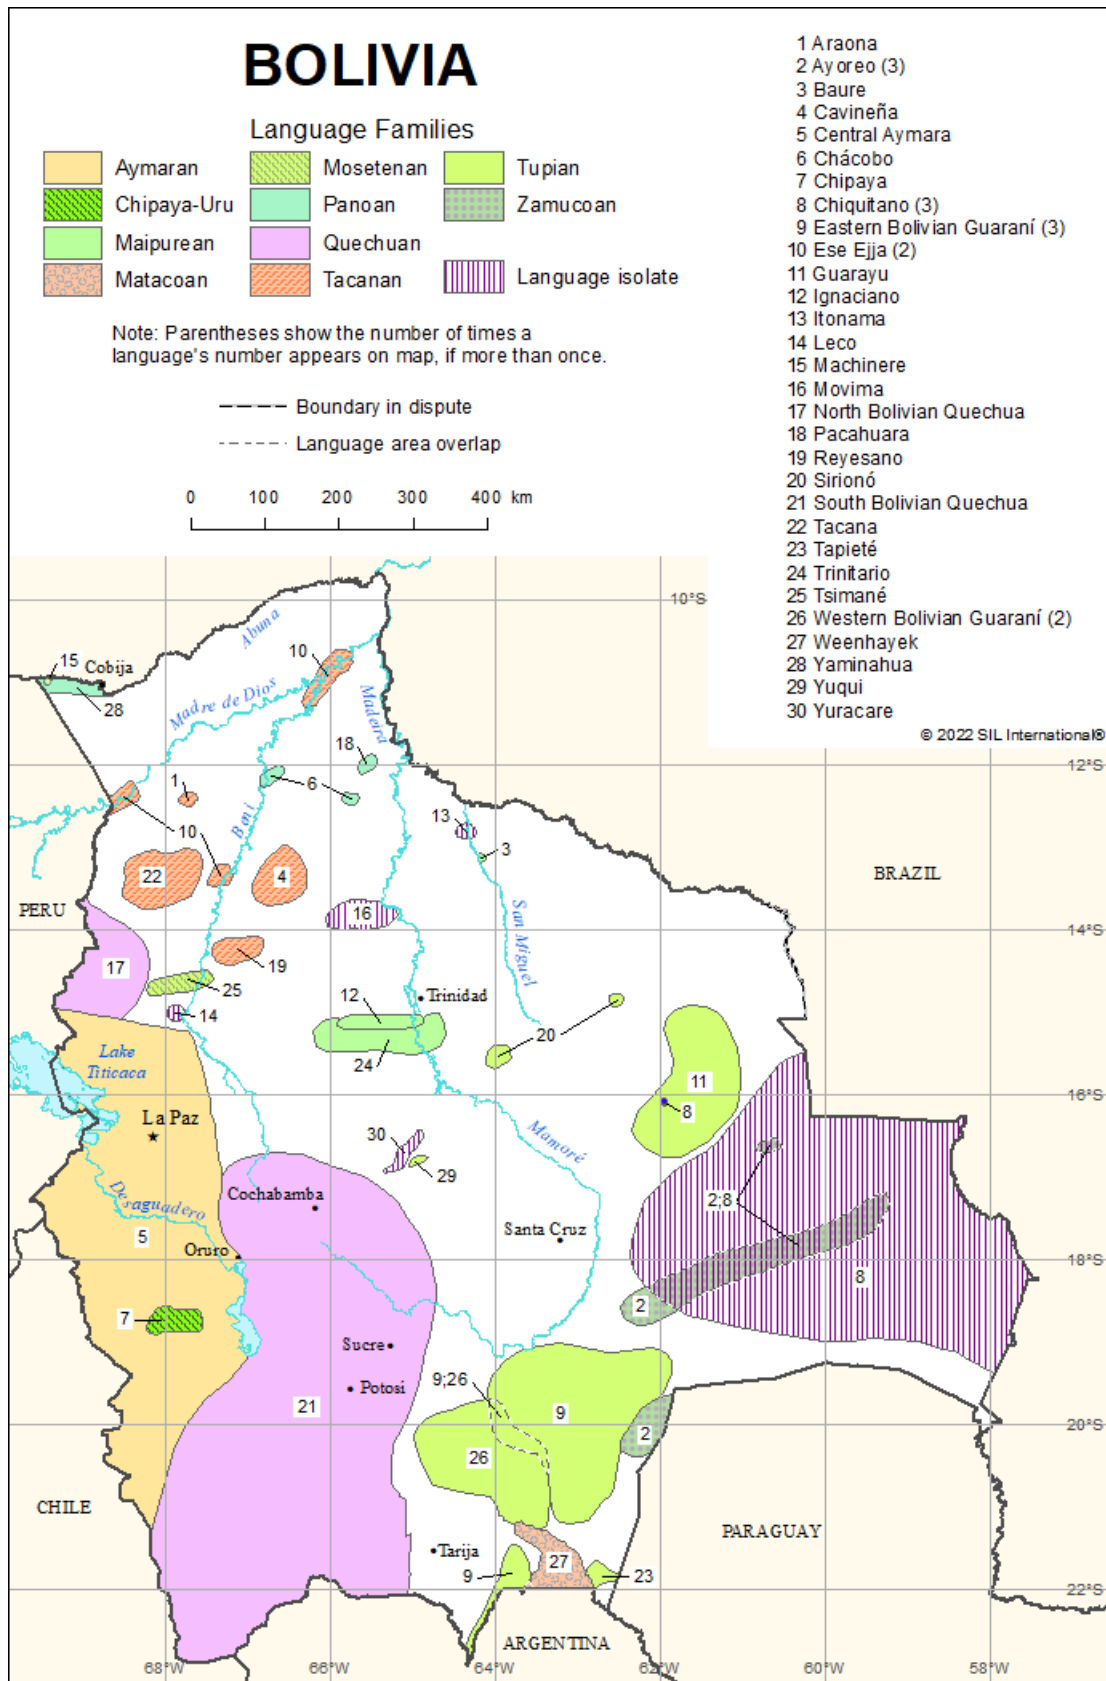 BOLIVIA
Language Families
Aymaran
Chipaya-Uru
Maipurean
Matacoan
Mosetenan
Panoan
Quechuan
Tacanan
Tupian
Zamucoan
Language isolate
Note: Parentheses show the number of times a
language's number appears on map, if more than once.
Boundary in dispute
Language area overlap
0 100 200 300 400 km
1 Araona
2 Ayoreo (3)
3 Baure
4 Cavineña
5 Central Aymara
6 Chácobo
7 Chipaya
8 Chiquitano (3)
9 Eastern Bolivian Guaraní (3)
10 Ese Ejja (2)
11 Guarayu
12 Ignaciano
13 Itonama
14 Leco
15 Machinere
16 Movima
17 North Bolivian Quechua
18 Pacahuara
19 Reyesano
20 Sirionó
21 South Bolivian Quechua
22 Tacana
23 Tapieté
24 Trinitario
25 Tsimané
26 Western Bolivian Guaraní (2)
27 Weenhayek
28 Yaminahua
29 Yuqui
30 Yuracare
© 2022 SIL International®
10°S
Abuna
15
Cobija
10
28
Madre de Dios
Madeira
18
12°S
1
6
10
Beni
13
3
22
4
BRAZIL
PERU
16
14°S
San Miguel
17
19
25
Trinidad
14
12
20
Lake
Titicaca
24
11
16°S
8
La Paz
30
Mamoré
29
Cochabamba
2;8
Desaguadero
5
Santa Cruz
Oruro
18°S
8
2
7
Sucre
9;26
Potosi
21
9
2
20°S
26
CHILE
PARAGUAY
Tarija
27
9
23
22°S
ARGENTINA
68°W
66°W
64°W
62°W
60°W
58°W